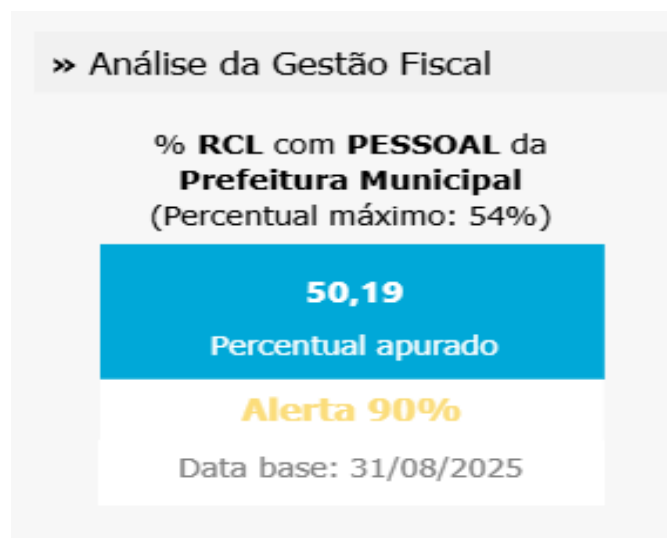 » Análise da Gestão Fiscal
% RCL com PESSOAL da
Prefeitura Municipal
(Percentual máximo: 54%)
50,19
Percentual apurado
Alerta 90%
Data base: 31/08/2025